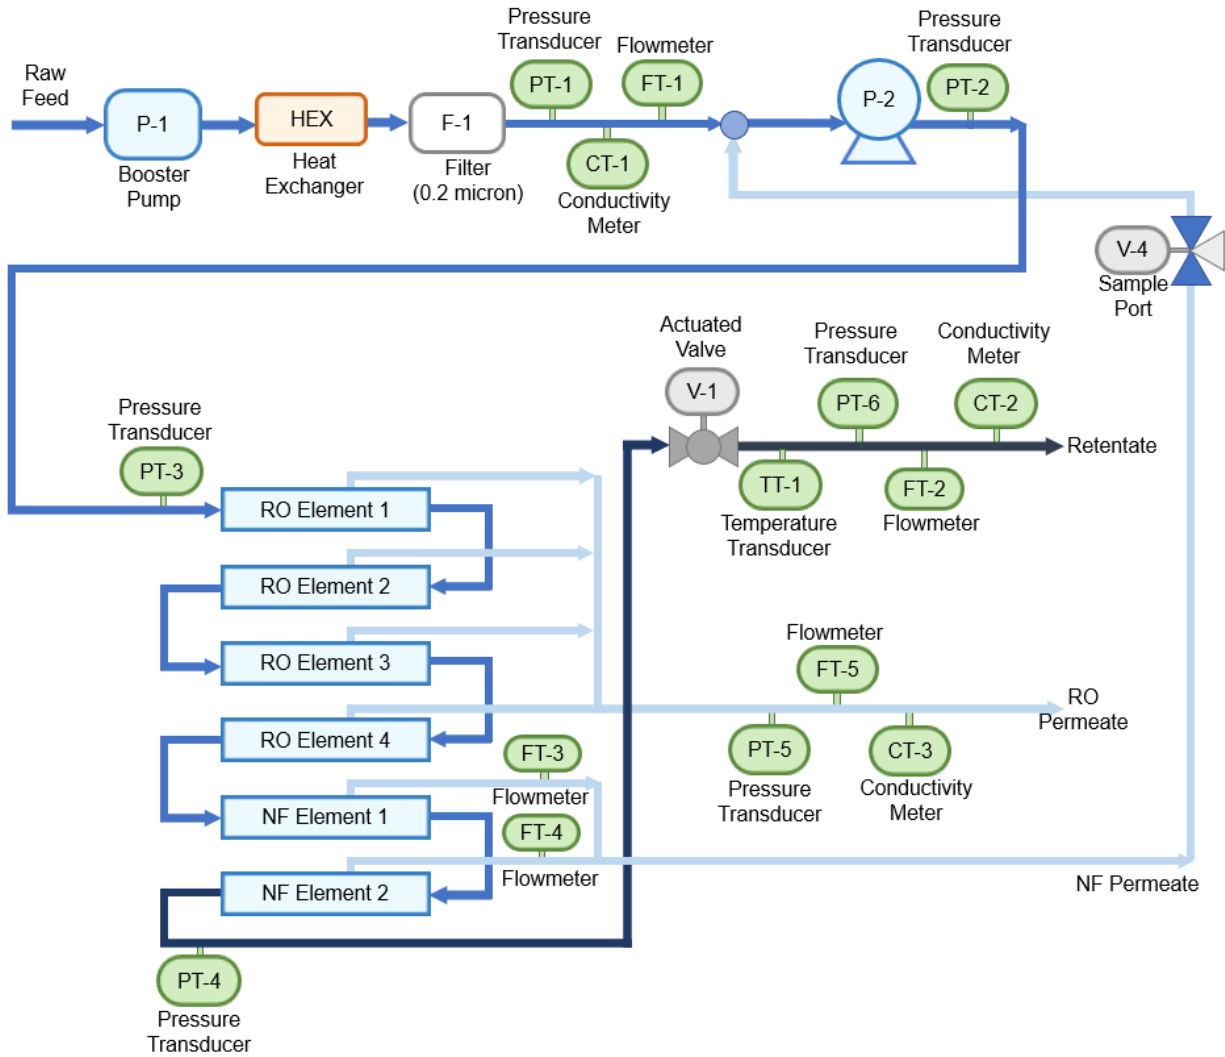 Raw
Feed
P-1
Booster
Pump
HEX
Heat
Exchanger
F-1
Filter
(0.2 micron)
Pressure
Transducer
PT-1
CT-1
Conductivity
Meter
Flowmeter
FT-1
P-2
Pressure
Transducer
PT-2
V-4
Sample
Port
Actuated
Valve
V-1
Pressure
Transducer
PT-6
Conductivity
Meter
CT-2
Retentate
TT-1
Temperature
Transducer
FT-2
Flowmeter
Pressure
Transducer
PT-3
RO Element 1
RO Element 2
RO Element 3
RO Element 4
NF Element 1
NF Element 2
Flowmeter
FT-5
RO
Permeate
PT-5
Pressure
Transducer
CT-3
Conductivity
Meter
FT-3
Flowmeter
FT-4
Flowmeter
NF Permeate
PT-4
Pressure
Transducer